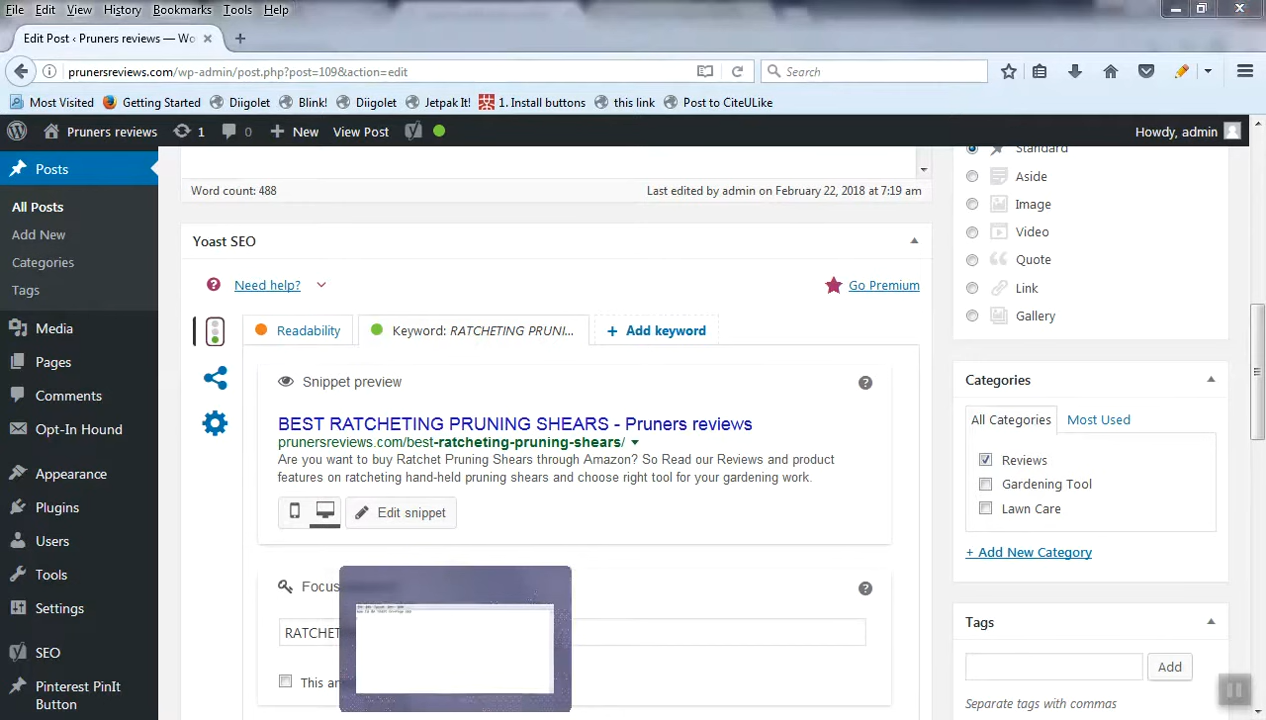 File Edit View History Bookmarks Tools Help
Edit Post ‹ Pruners reviews — Wo
prunersreviews.com/wp-admin/post.php?post=109&action=edit
Search
Most Visited Getting Started Diigolet Blink! Diigolet Jetpak It! 1. Install buttons this link Post to CiteULike
Pruners reviews 1 0 New View Post
Howdy, admin
Posts
All Posts
Add New
Categories
Tags
Media
Pages
Comments
Opt-In Hound
Appearance
Plugins
Users
Tools
Settings
SEO
Pinterest PinIt
Button
Word count: 488
Last edited by admin on February 22, 2018 at 7:19 am
Yoast SEO
Need help?
Go Premium
Readability
Keyword: RATCHETING PRUNI...
+ Add keyword
Snippet preview
BEST RATCHETING PRUNING SHEARS - Pruners reviews
prunersreviews.com/best-ratcheting-pruning-shears/
Are you want to buy Ratchet Pruning Shears through Amazon? So Read our Reviews and product
features on ratcheting hand-held pruning shears and choose right tool for your gardening work.
Edit snippet
Focus
RATCHET
This ar
Standard
Aside
Image
Video
Quote
Link
Gallery
Categories
All Categories
Most Used
Reviews
Gardening Tool
Lawn Care
+ Add New Category
Tags
Add
Separate tags with commas